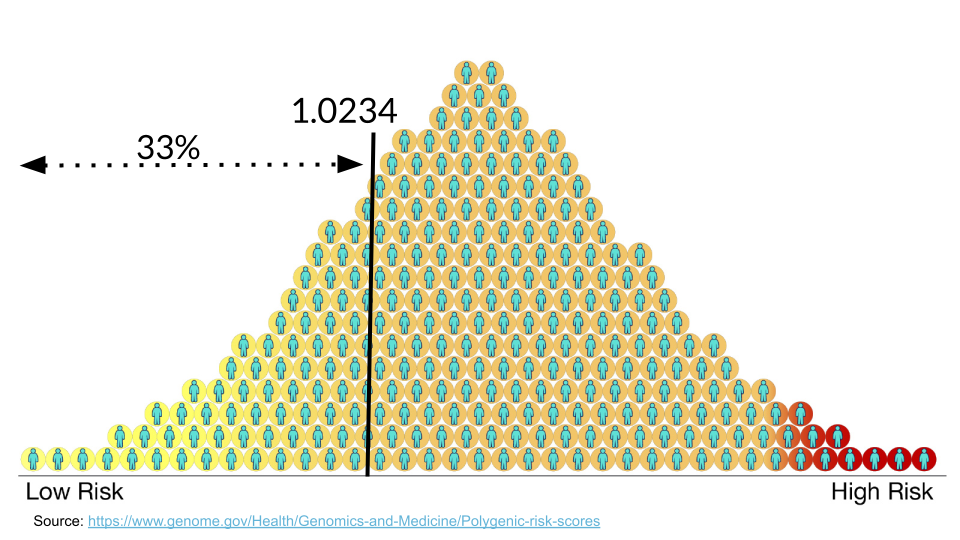 1.0234
33%
Low Risk
High Risk
Source: https://www.genome.gov/Health/Genomics-and-Medicine/Polygenic-risk-scores